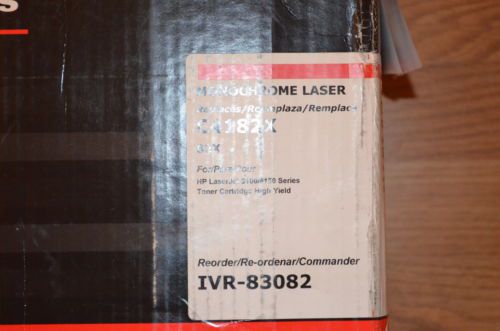 s
MONOCHROME LASER
Replaces/Reemplaza/Remplace
C4182X
82X
For/Para/Pour
HP LaserJet 8100/8150 Series
Toner Cartridge High Yield
Reorder/Re-ordenar/Commander
IVR-83082